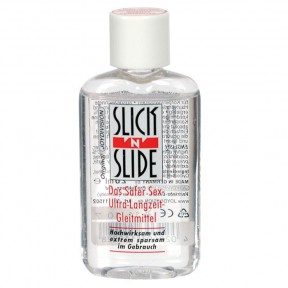 SLICK
'N'
SLIDE
Das Safer Sex
Ultra-Langzeit-
Gleitmittel
Hochwirksam und
extrem sparsam
im Gebrauch